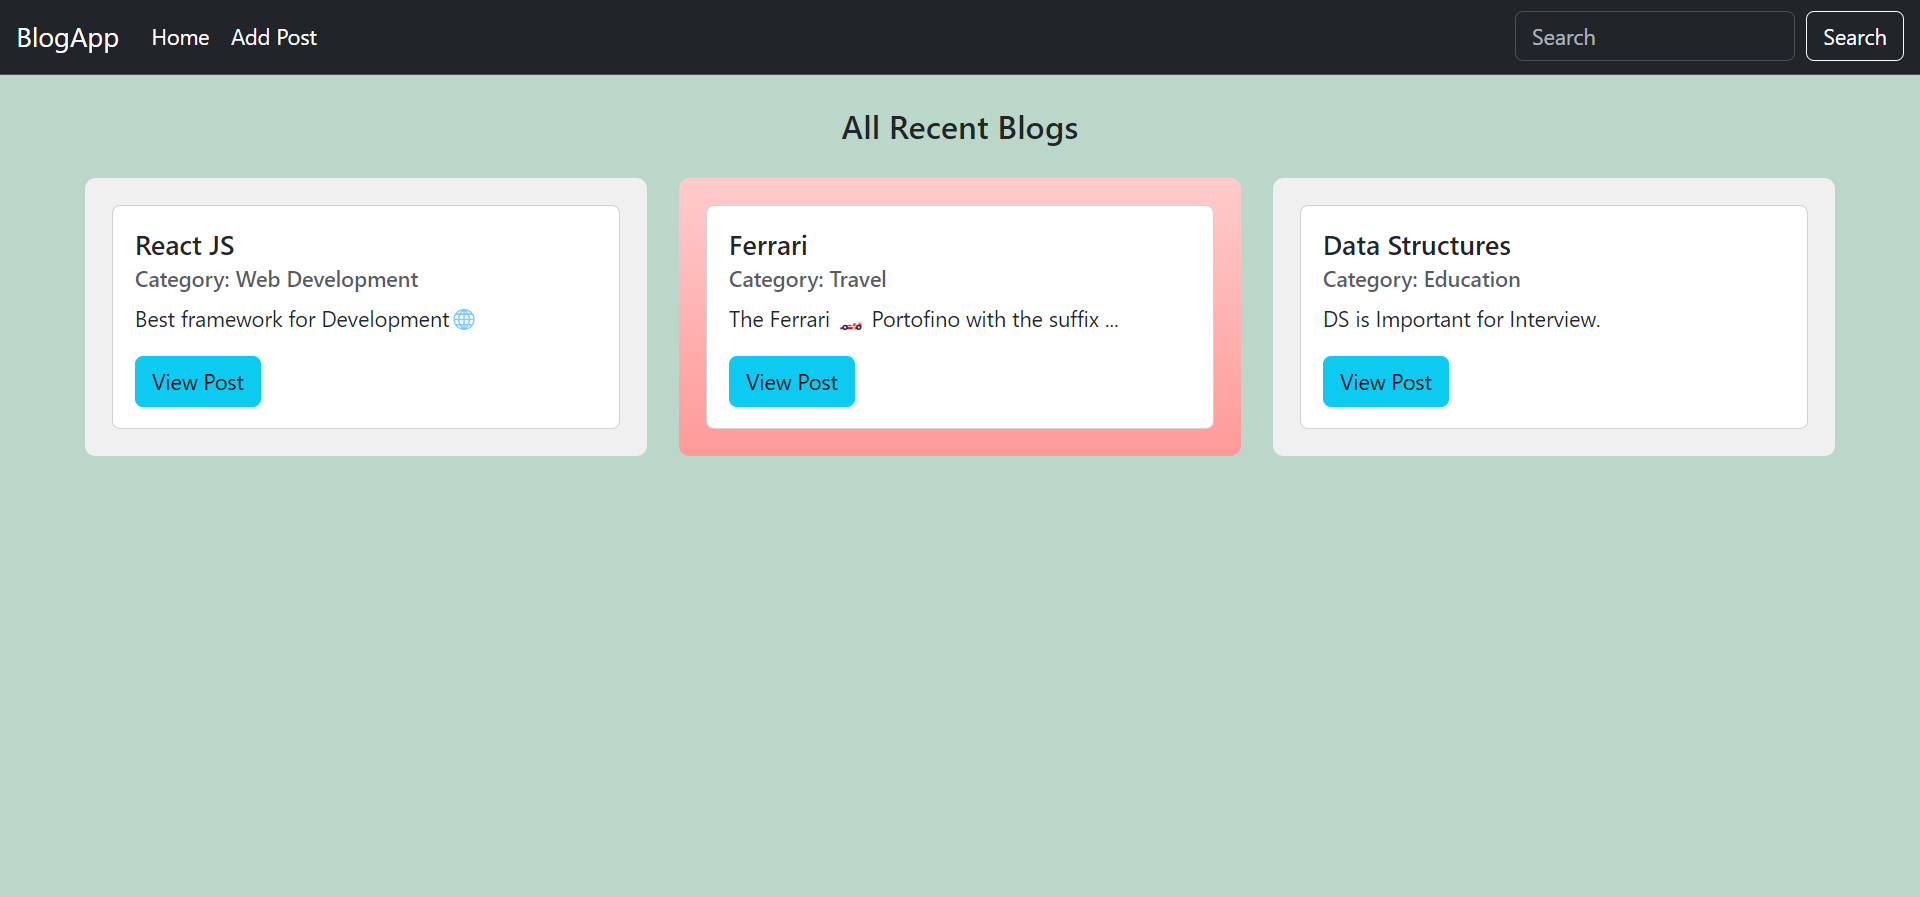 BlogApp Home Add Post Search Search
All Recent Blogs
React JS
Category: Web Development
Best framework for Development🌐
View Post
Ferrari
Category: Travel
The Ferrari 🏎️ Portofino with the suffix ...
View Post
Data Structures
Category: Education
DS is Important for Interview.
View Post